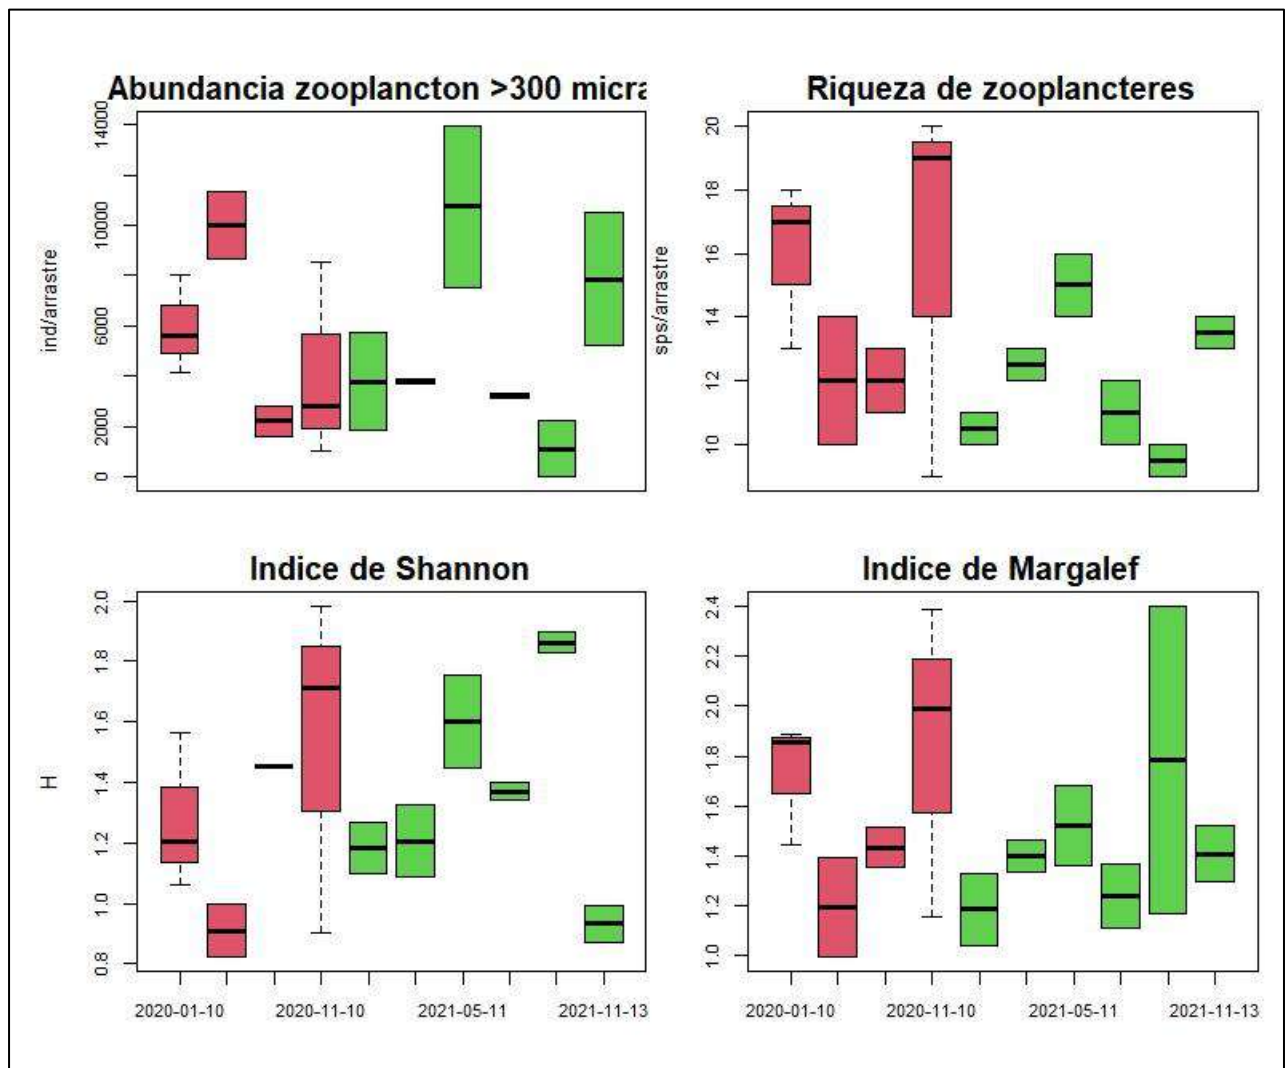 Abundancia zooplancton >300 micra
Riqueza de zooplancteres
ind/arrastre
14000
10000
6000
2000
0
sps/arrastre
20
18
16
14
12
10
Indice de Shannon
Indice de Margalef
H
2.0
1.8
1.6
1.4
1.2
1.0
0.8
2.4
2.2
2.0
1.8
1.6
1.4
1.2
1.0
2020-01-10 2020-11-10 2021-05-11 2021-11-13
2020-01-10 2020-11-10 2021-05-11 2021-11-13